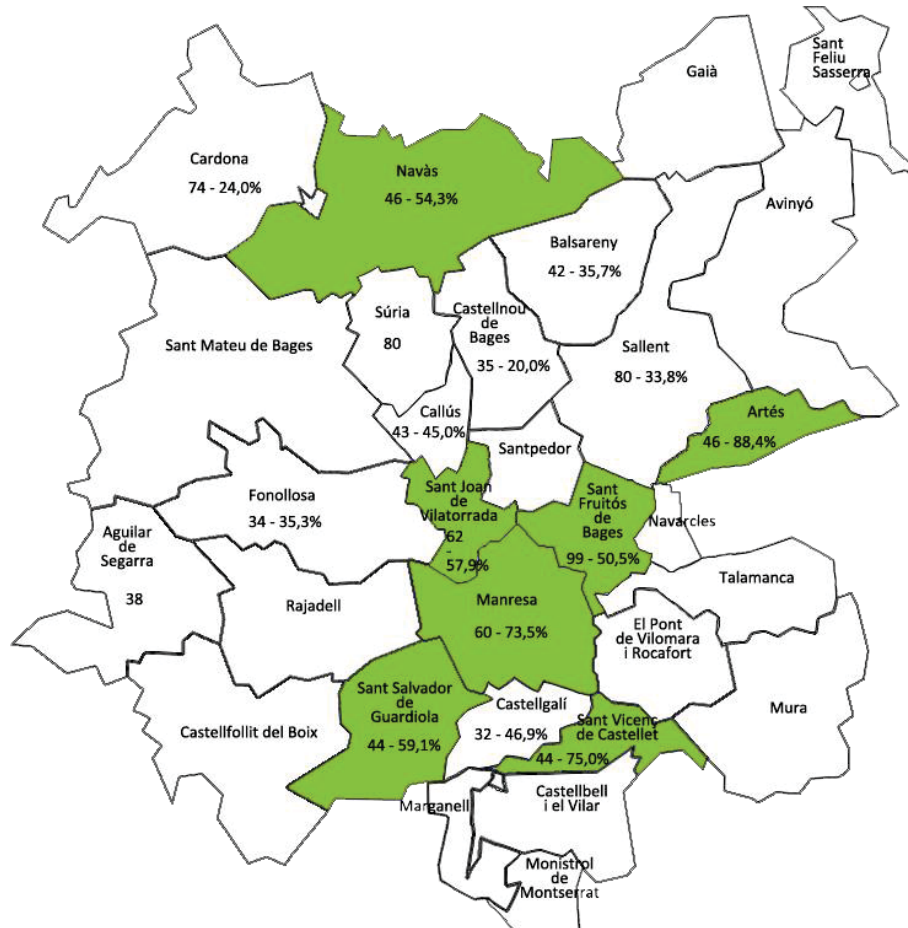 Sant
Feliu
Sasserra
Gaià
Cardona
74 - 24,0%
Navàs
46 - 54,3%
Avinyó
Balsareny
42 - 35,7%
Súria
80
Castellnou
de
Bages
35 - 20,0%
Sant Mateu de Bages
Sallent
80 - 33,8%
Callús
43 - 45,0%
Artés
46 - 88,4%
Santpedor
Sant Joan
de
Vilatorrada
62
-
57,9%
Sant
Fruitós
de
Bages
99 - 50,5%
Fonollosa
34 - 35,3%
Navarcles
Aguilar
de
Segarra
38
Talamanca
Rajadell
Manresa
60 - 73,5%
El Pont
de Vilomara
i Rocafort
Sant Salvador
de
Guardiola
44 - 59,1%
Castellgalí
32 - 46,9%
Sant Vicenç
de Castellet
44 - 75,0%
Mura
Castellfollit del Boix
Marganell
Castellbell
i el Vilar
Monistrol
de
Montserrat